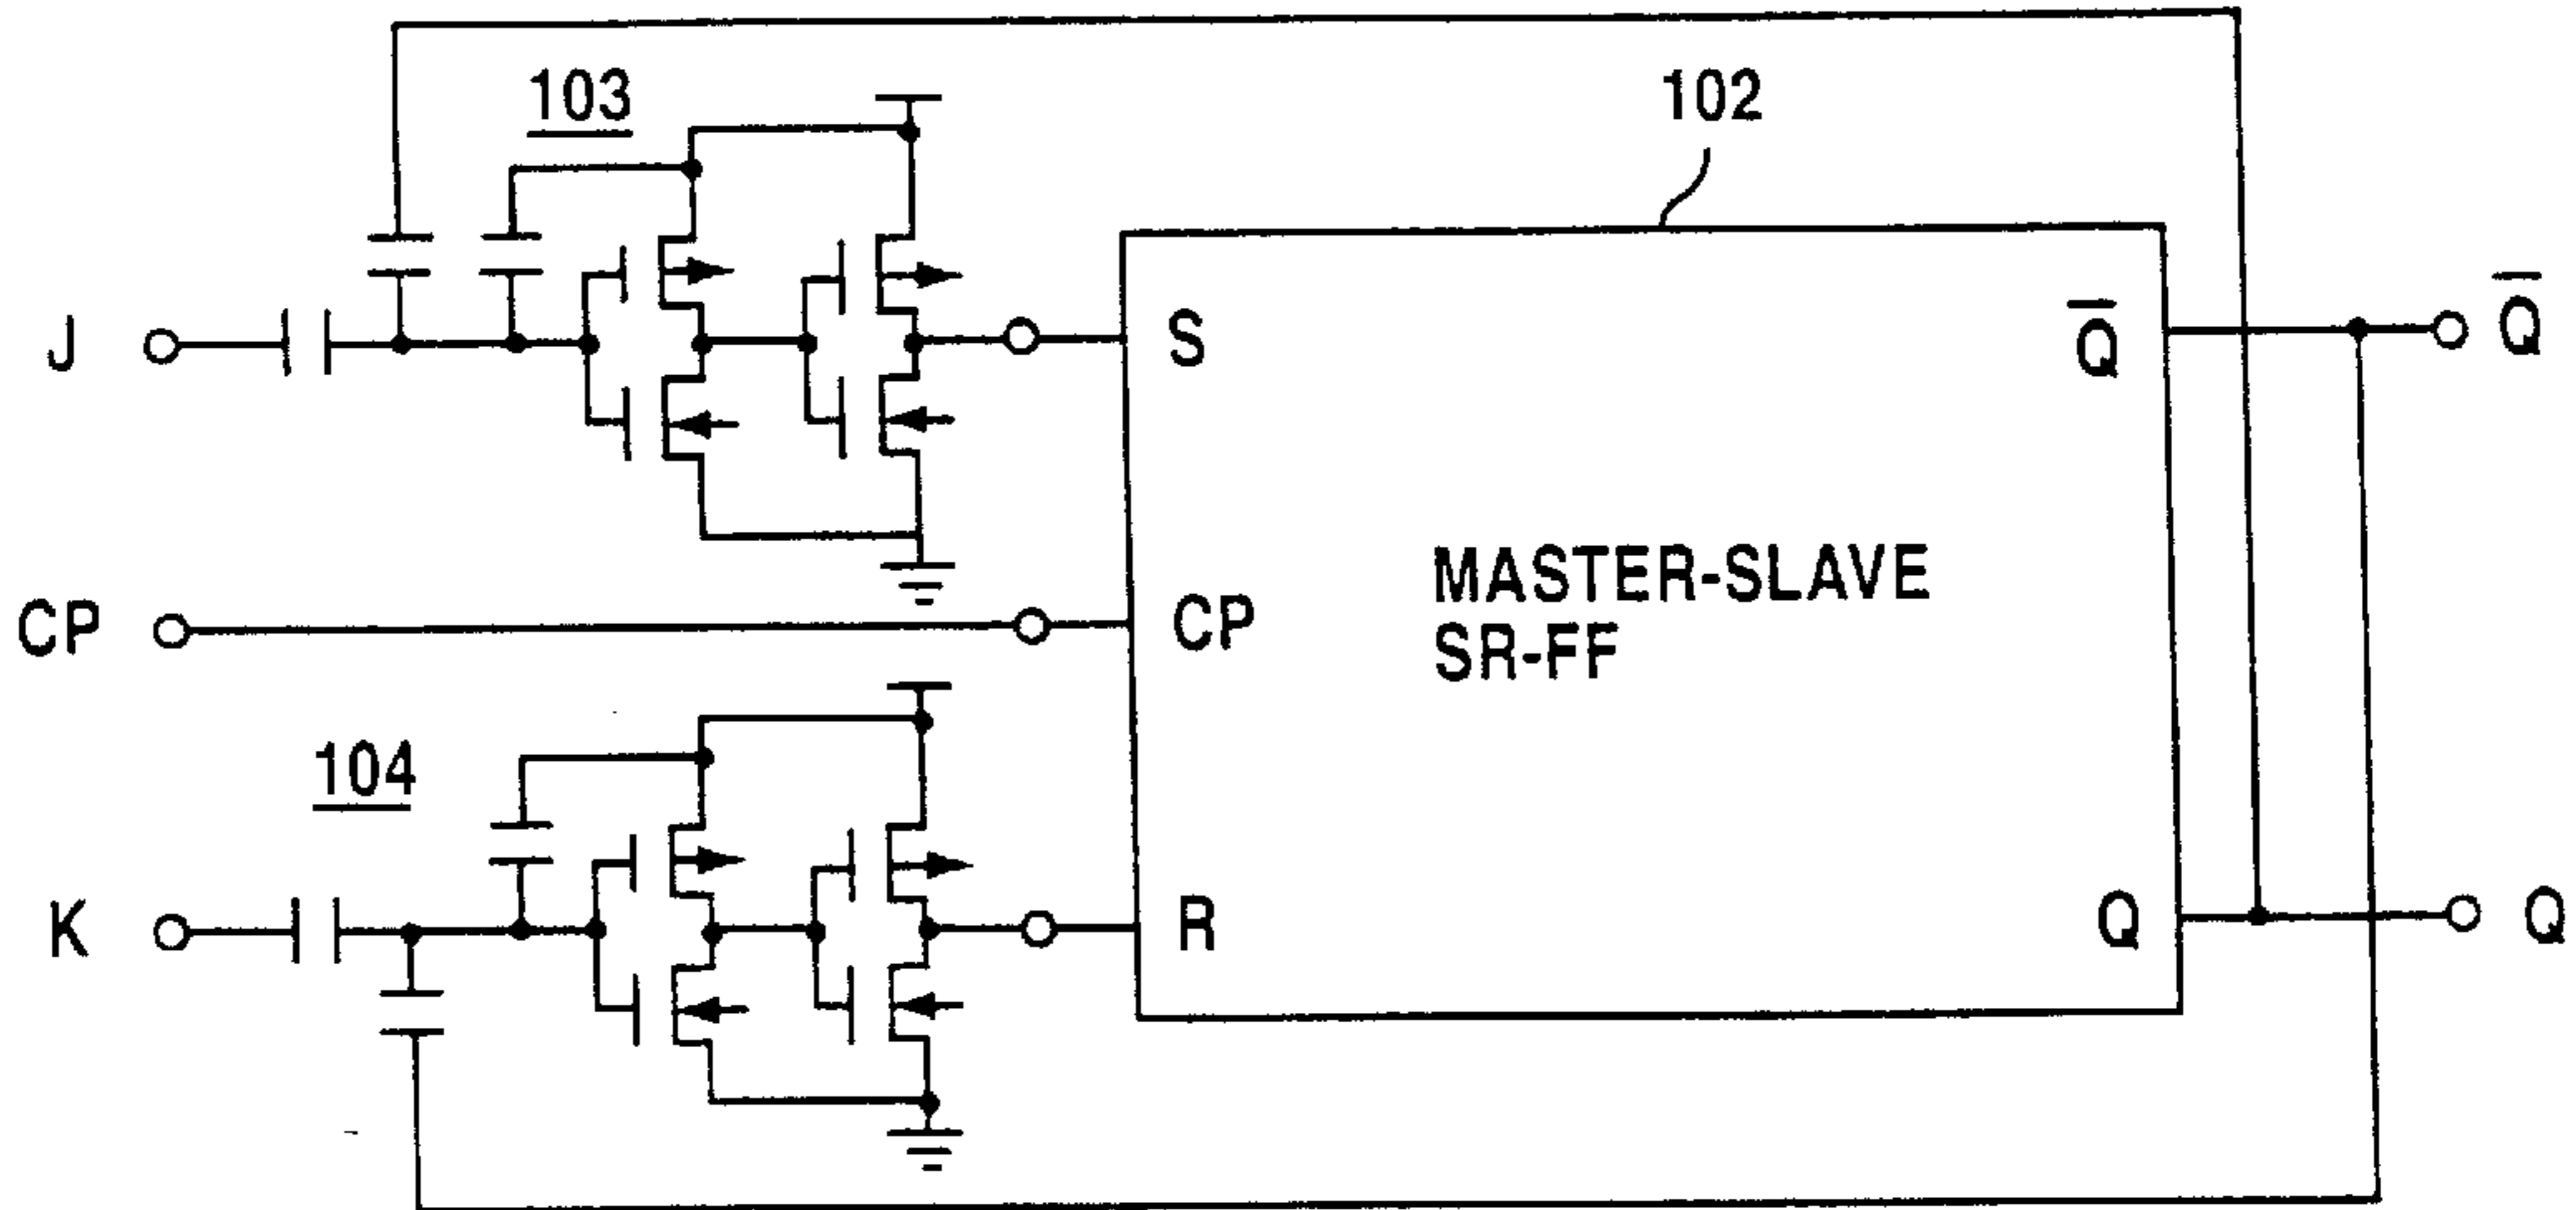 103
102
J
S
Q̅
Q̅
CP
CP
MASTER-SLAVE
SR-FF
104
K
R
Q
Q